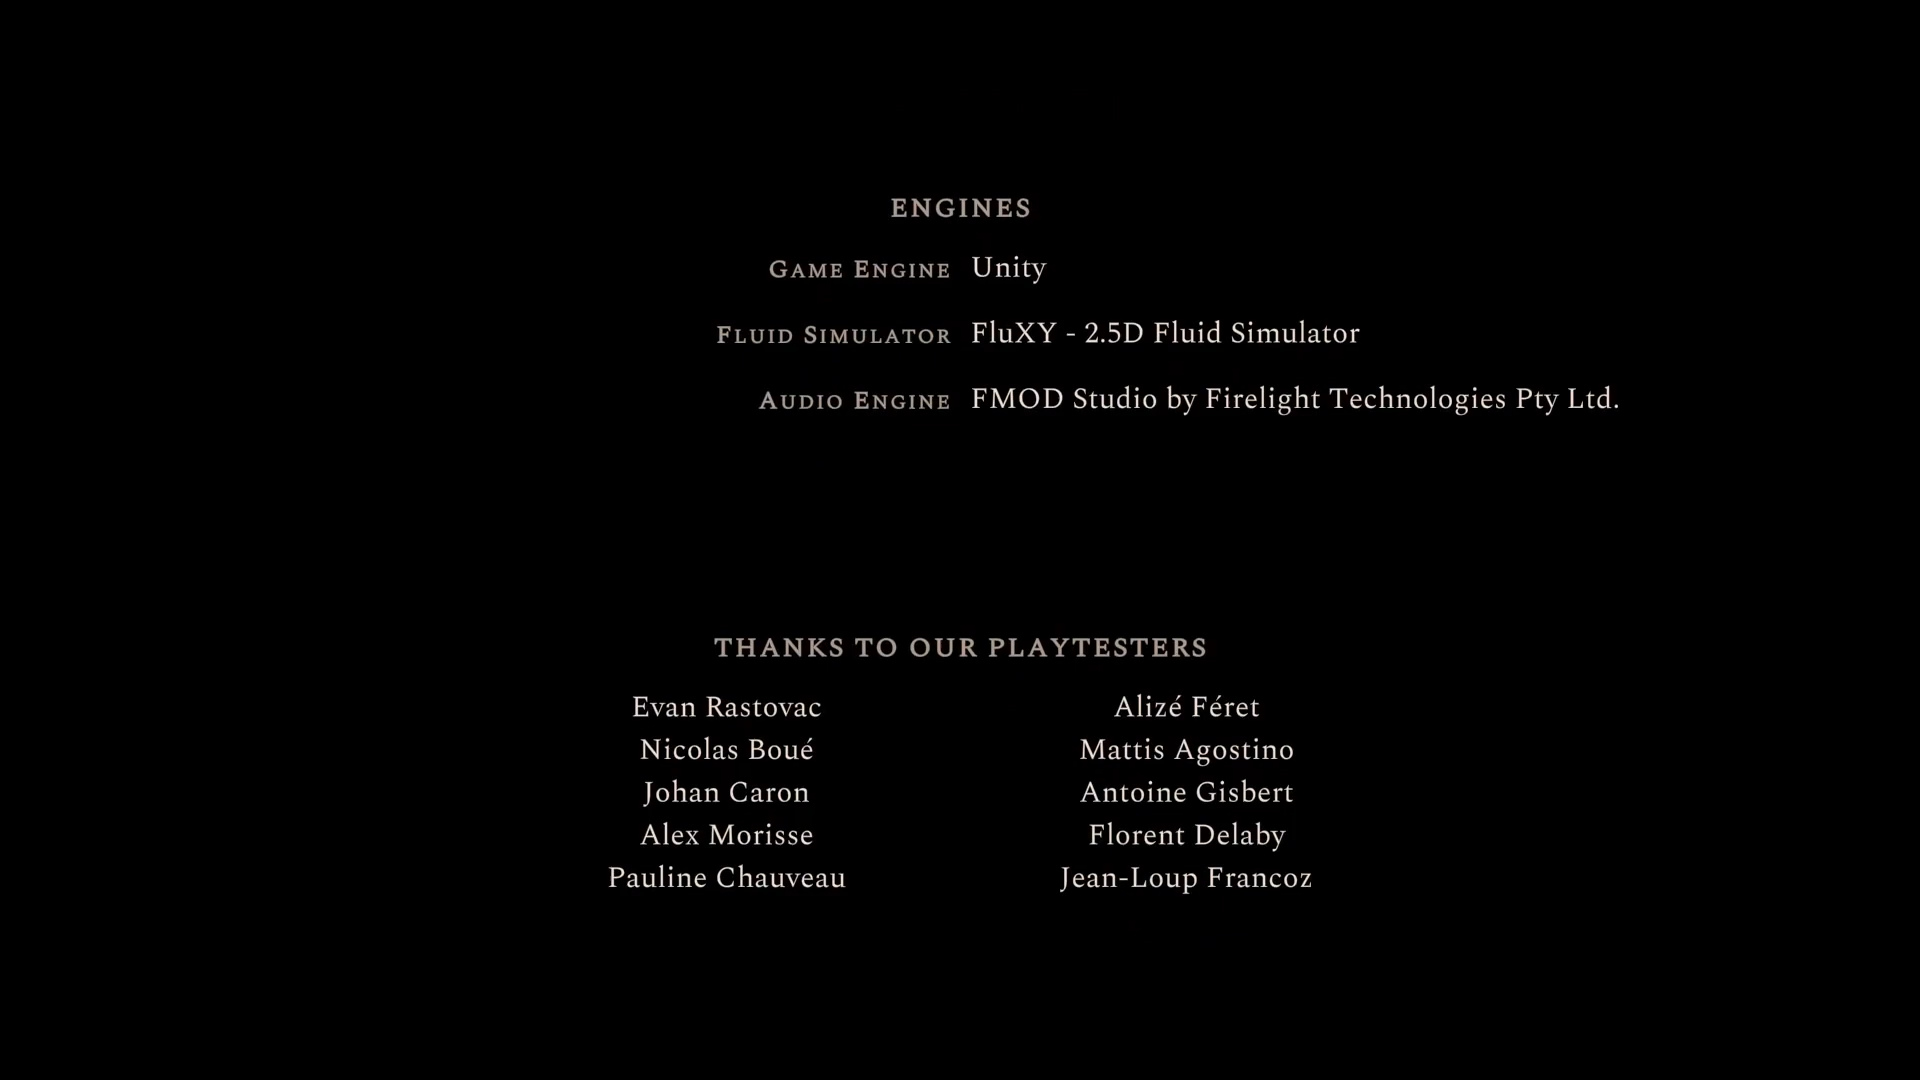 ENGINES
GAME ENGINE Unity
FLUID SIMULATOR FluXY - 2.5D Fluid Simulator
AUDIO ENGINE FMOD Studio by Firelight Technologies Pty Ltd.
THANKS TO OUR PLAYTESTERS
Evan Rastovac
Nicolas Boué
Johan Caron
Alex Morisse
Pauline Chauveau
Alizé Féret
Mattis Agostino
Antoine Gisbert
Florent Delaby
Jean-Loup Francoz